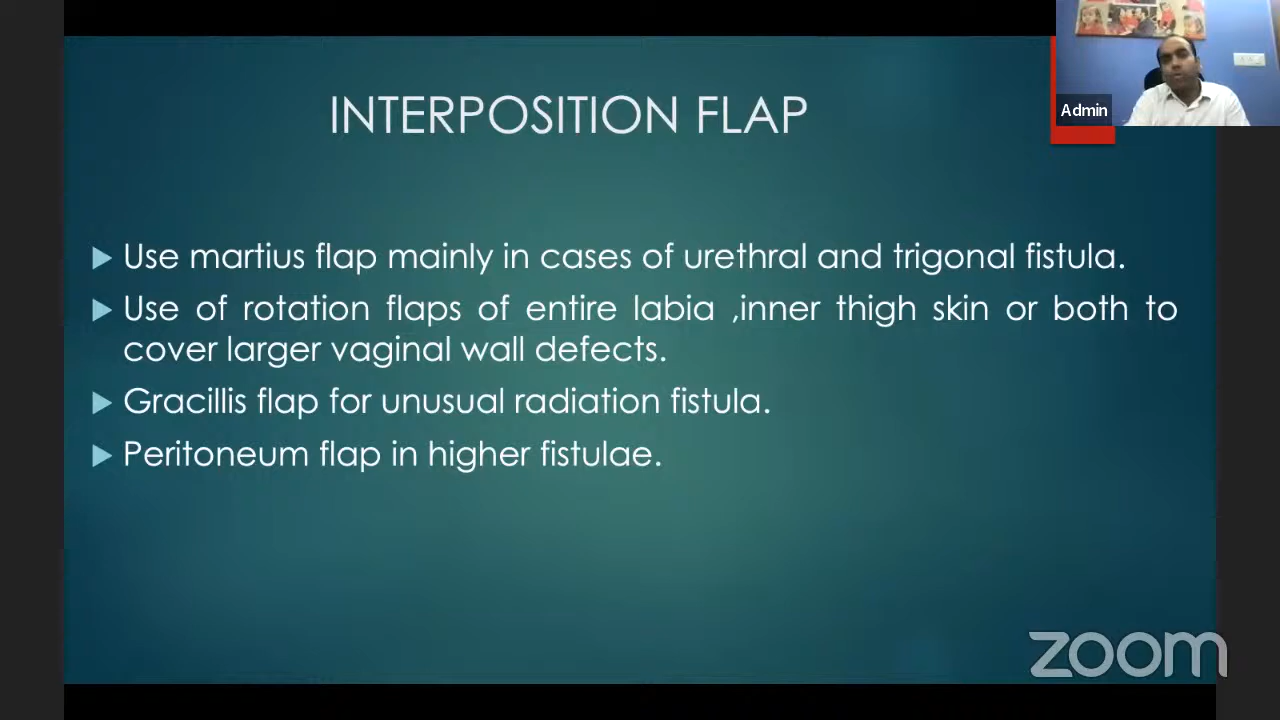 INTERPOSITION FLAP
Admin
Use martius flap mainly in cases of urethral and trigonal fistula.
Use of rotation flaps of entire labia ,inner thigh skin or both to
cover larger vaginal wall defects.
Gracillis flap for unusual radiation fistula.
Peritoneum flap in higher fistulae.
zoom